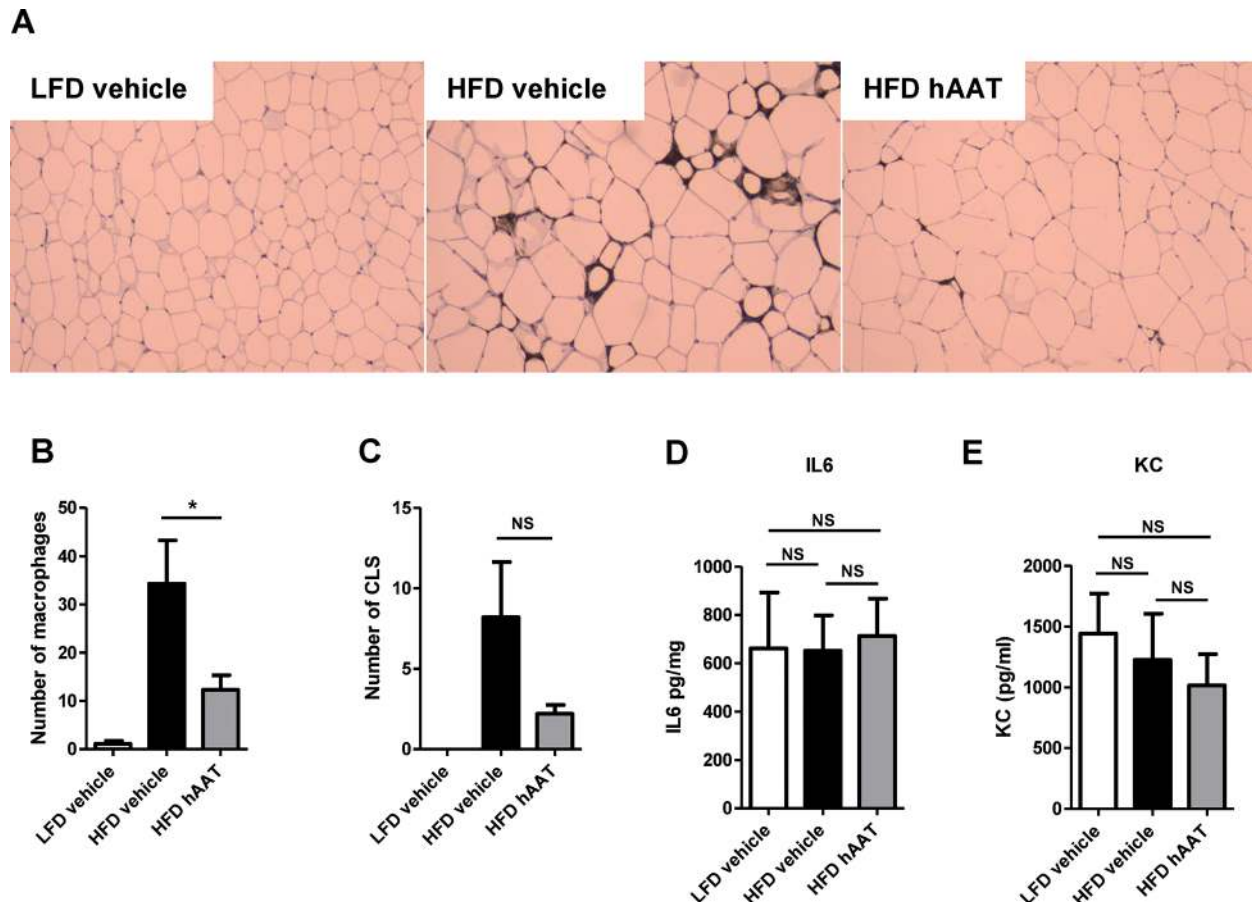 A
LFD vehicle
HFD vehicle
HFD hAAT
B
Number of macrophages
50
40
30
20
10
0
*
LFD vehicle
HFD vehicle
HFD hAAT
C
Number of CLS
15
10
5
0
NS
LFD vehicle
HFD vehicle
HFD hAAT
D
IL6
IL6 pg/mg
1000
800
600
400
200
0
NS
NS
NS
LFD vehicle
HFD vehicle
HFD hAAT
E
KC
KC (pg/ml)
2000
1500
1000
500
0
NS
NS
NS
LFD vehicle
HFD vehicle
HFD hAAT